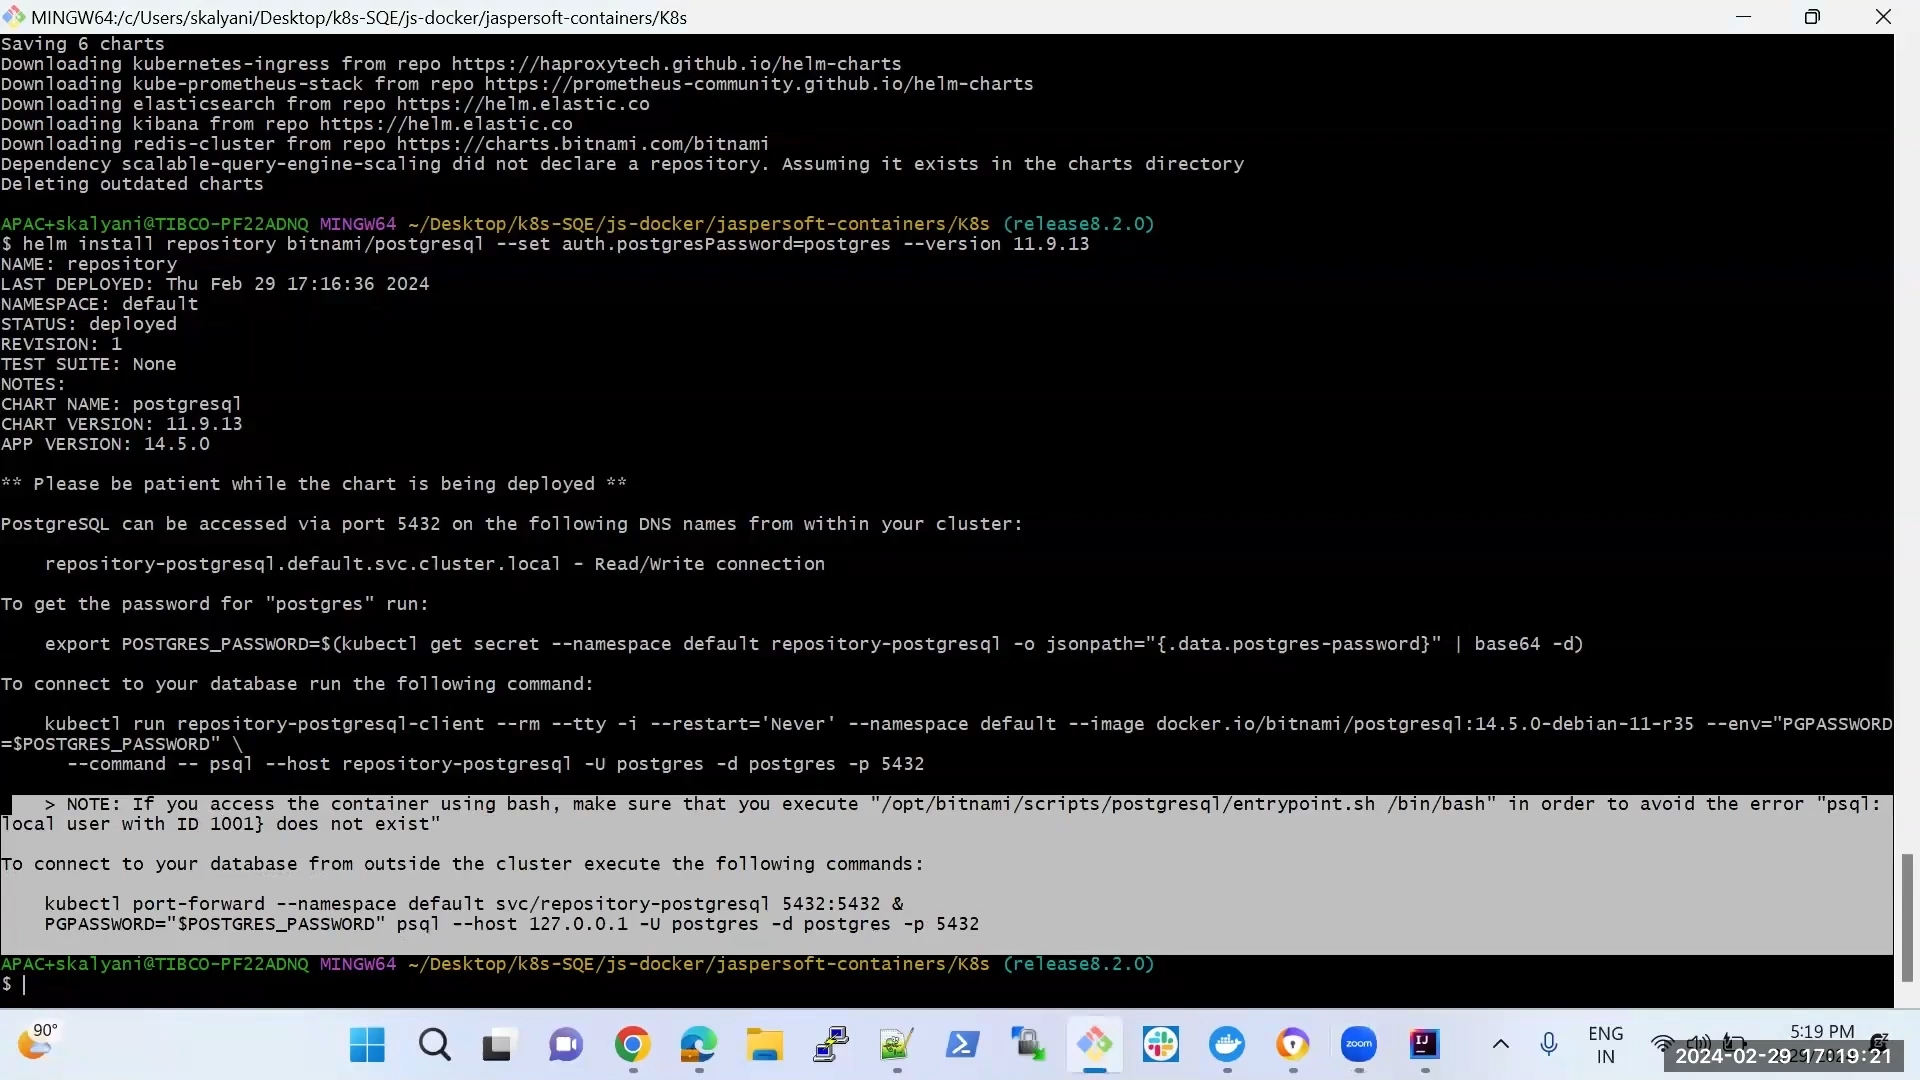 MINGW64:/c/Users/skalyani/Desktop/k8s-SQE/js-docker/jaspersoft-containers/K8s
Saving 6 charts
Downloading kubernetes-ingress from repo https://haproxytech.github.io/helm-charts
Downloading kube-prometheus-stack from repo https://prometheus-community.github.io/helm-charts
Downloading elasticsearch from repo https://helm.elastic.co
Downloading kibana from repo https://helm.elastic.co
Downloading redis-cluster from repo https://charts.bitnami.com/bitnami
Dependency scalable-query-engine-scaling did not declare a repository. Assuming it exists in the charts directory
Deleting outdated charts
APAC+skalyani@TIBCO-PF22ADNQ MINGW64 ~/Desktop/k8s-SQE/js-docker/jaspersoft-containers/K8s (release8.2.0)
$ helm install repository bitnami/postgresql --set auth.postgresPassword=postgres --version 11.9.13
NAME: repository
LAST DEPLOYED: Thu Feb 29 17:16:36 2024
NAMESPACE: default
STATUS: deployed
REVISION: 1
TEST SUITE: None
NOTES:
CHART NAME: postgresql
CHART VERSION: 11.9.13
APP VERSION: 14.5.0
** Please be patient while the chart is being deployed **
PostgreSQL can be accessed via port 5432 on the following DNS names from within your cluster:
repository-postgresql.default.svc.cluster.local - Read/Write connection
To get the password for "postgres" run:
export POSTGRES_PASSWORD=$(kubectl get secret --namespace default repository-postgresql -o jsonpath="{.data.postgres-password}" | base64 -d)
To connect to your database run the following command:
kubectl run repository-postgresql-client --rm --tty -i --restart='Never' --namespace default --image docker.io/bitnami/postgresql:14.5.0-debian-11-r35 --env="PGPASSWORD
=$POSTGRES_PASSWORD" \
--command -- psql --host repository-postgresql -U postgres -d postgres -p 5432
> NOTE: If you access the container using bash, make sure that you execute "/opt/bitnami/scripts/postgresql/entrypoint.sh /bin/bash" in order to avoid the error "psql:
local user with ID 1001} does not exist"
To connect to your database from outside the cluster execute the following commands:
kubectl port-forward --namespace default svc/repository-postgresql 5432:5432 &
PGPASSWORD="$POSTGRES_PASSWORD" psql --host 127.0.0.1 -U postgres -d postgres -p 5432
APAC+skalyani@TIBCO-PF22ADNQ MINGW64 ~/Desktop/k8s-SQE/js-docker/jaspersoft-containers/K8s (release8.2.0)
$
90°
zoom
IJ
ENG
IN
5:19 PM
2024-02-29 17:19:21